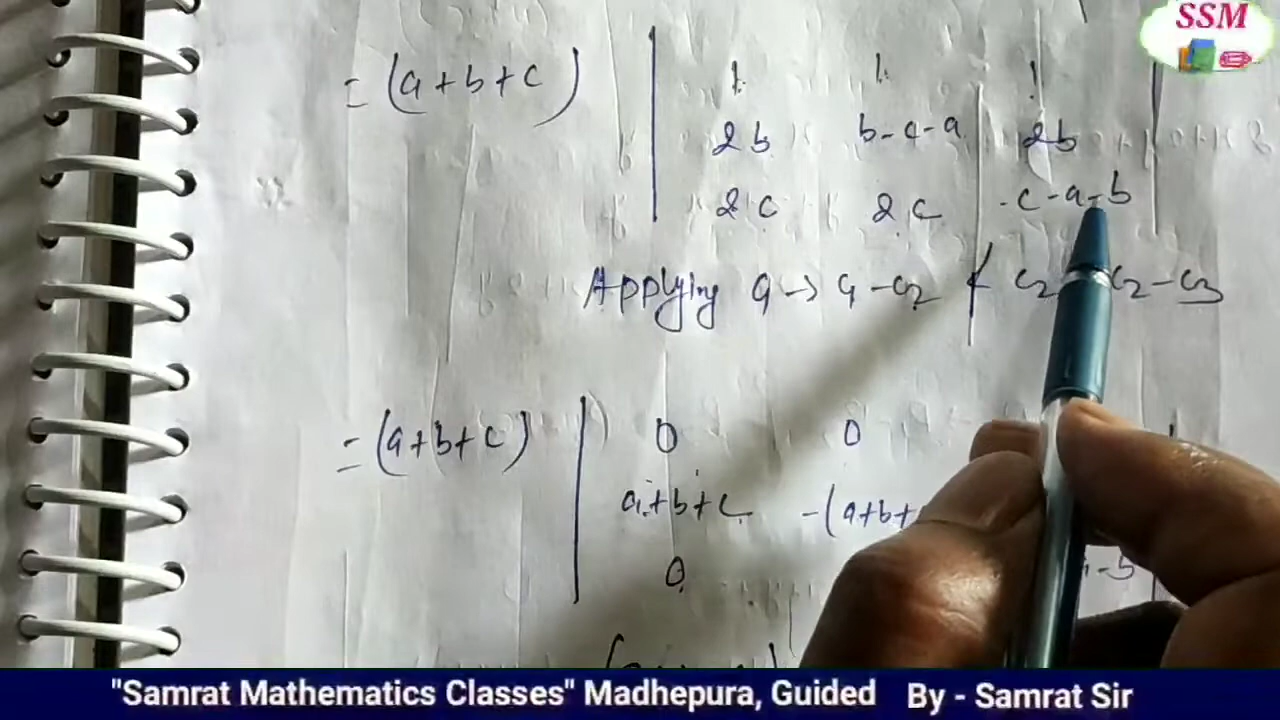 SSM
= (a+b+c) | 1 1 1 |
2b b-c-a 2b
2c 2c c-a-b
Applying C1 → C1-C2 & C2 C2-C3
= (a+b+c) | 0 0 1
a+b+c -(a+b+
0 -b
"Samrat Mathematics Classes" Madhepura, Guided By - Samrat Sir